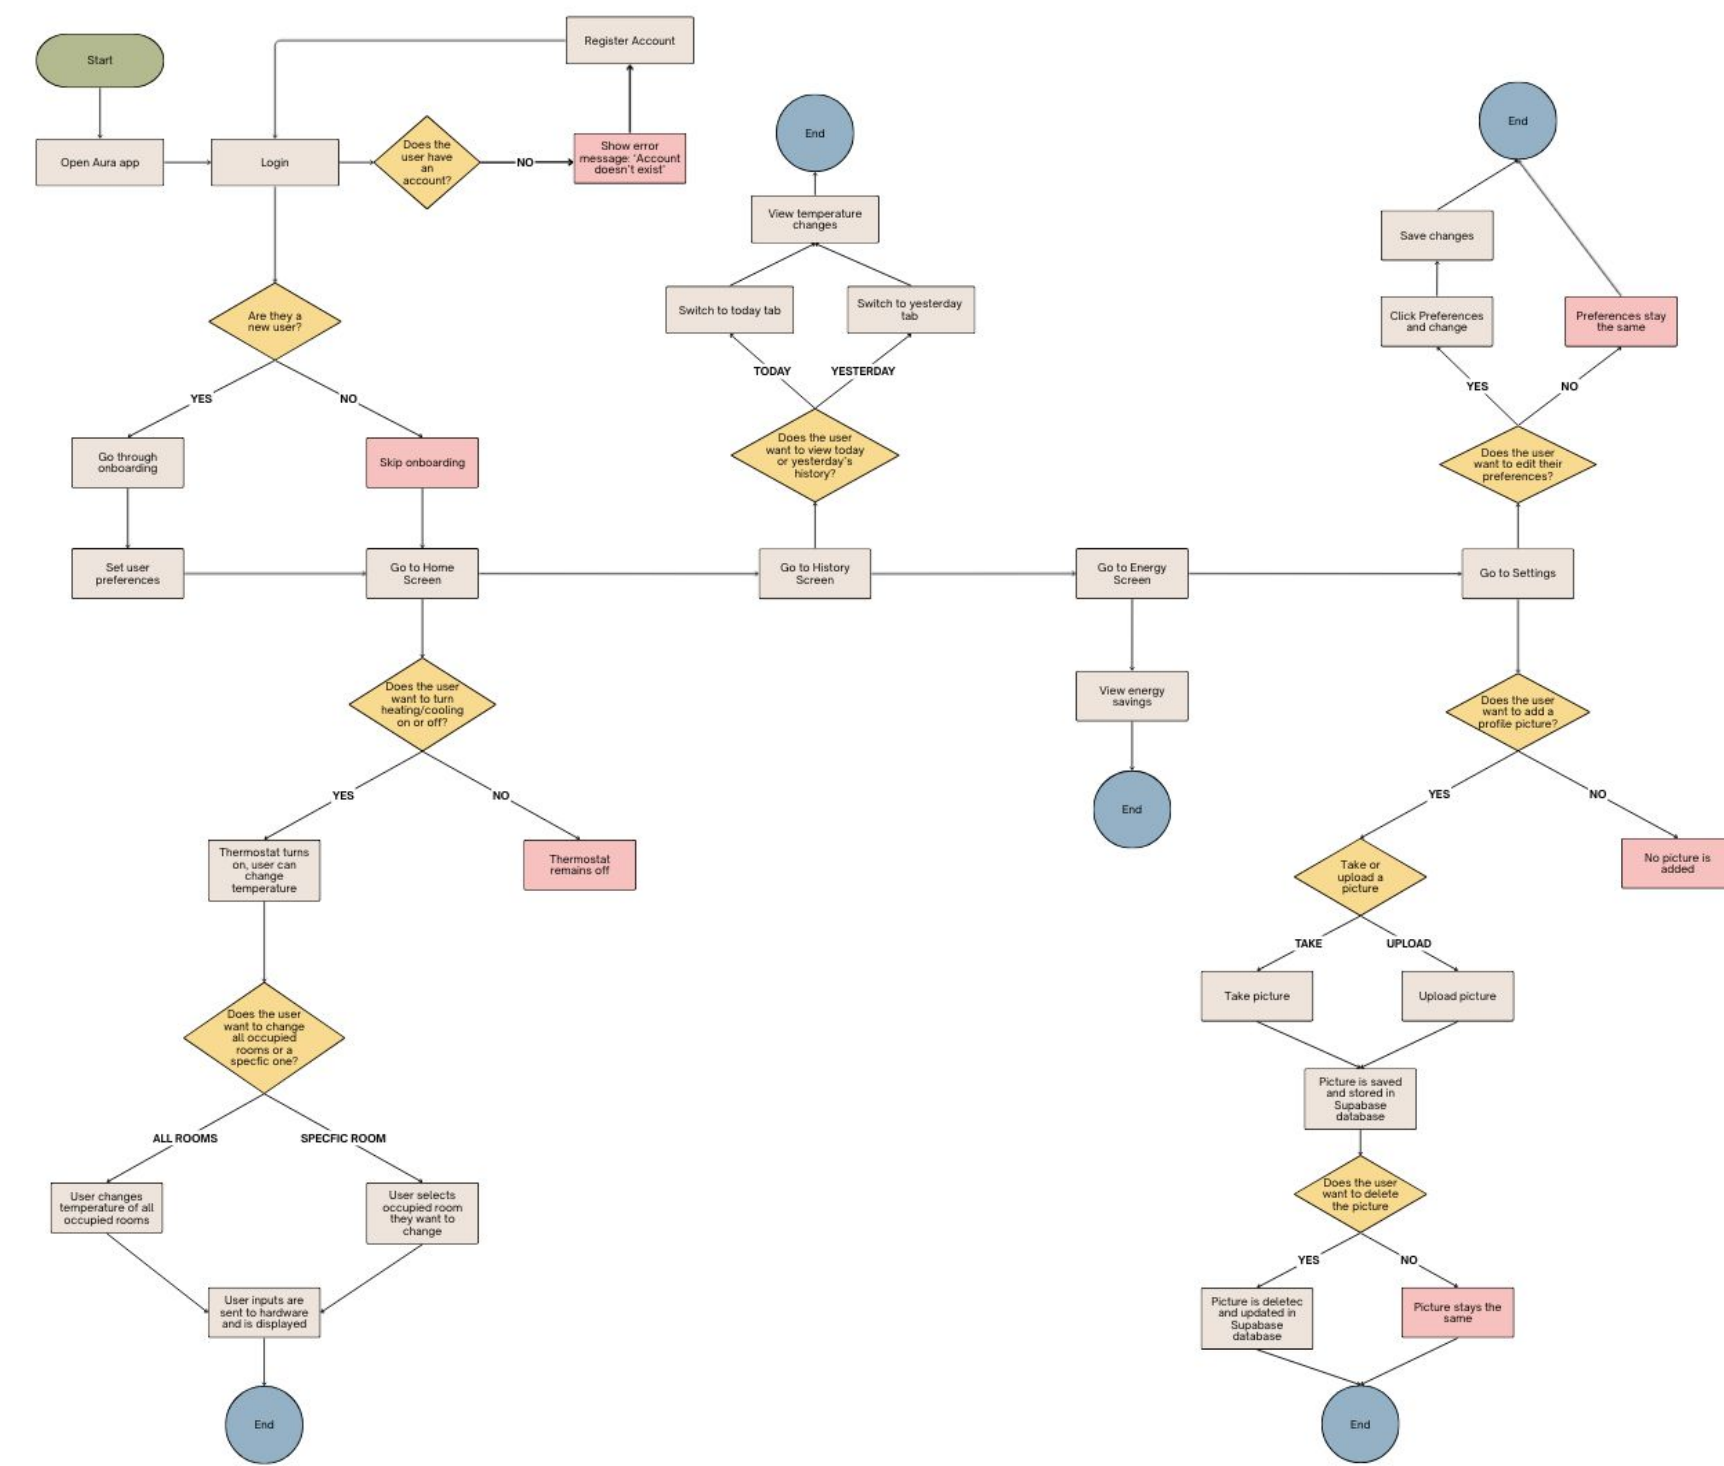 Start
Register Account
Open Aura app
Login
Does the
user have
an
account?
NO
Show error
message: 'Account
doesn't exist'
End
End
View temperature
changes
Save changes
Switch to today tab
Switch to yesterday
tab
Click Preferences
and change
Preferences stay
the same
Are they a
new user?
TODAY
YESTERDAY
YES
NO
YES
NO
Does the user
want to view today
or yesterday's
history?
Does the user
want to edit their
preferences?
Go through
onboarding
Skip onboarding
Set user
preferences
Go to Home
Screen
Go to History
Screen
Go to Energy
Screen
Go to Settings
Does the user
want to turn
heating/cooling
on or off?
View energy
savings
Does the user
want to add a
profile picture?
YES
NO
YES
NO
End
Thermostat turns
on, user can
change
temperature
Thermostat
remains off
Take or
upload a
picture
No picture is
added
TAKE
UPLOAD
Take picture
Upload picture
Does the user
want to change
all occupied
rooms or a
specfic one?
Picture is saved
and stored in
Supabase
database
ALL ROOMS
SPECFIC ROOM
User changes
temperature of all
occupied rooms
User selects
occupied room
they want to
change
Does the user
want to delete
the picture
YES
NO
User inputs are
sent to hardware
and is displayed
Picture is deletec
and updated in
Supabase
database
Picture stays the
same
End
End